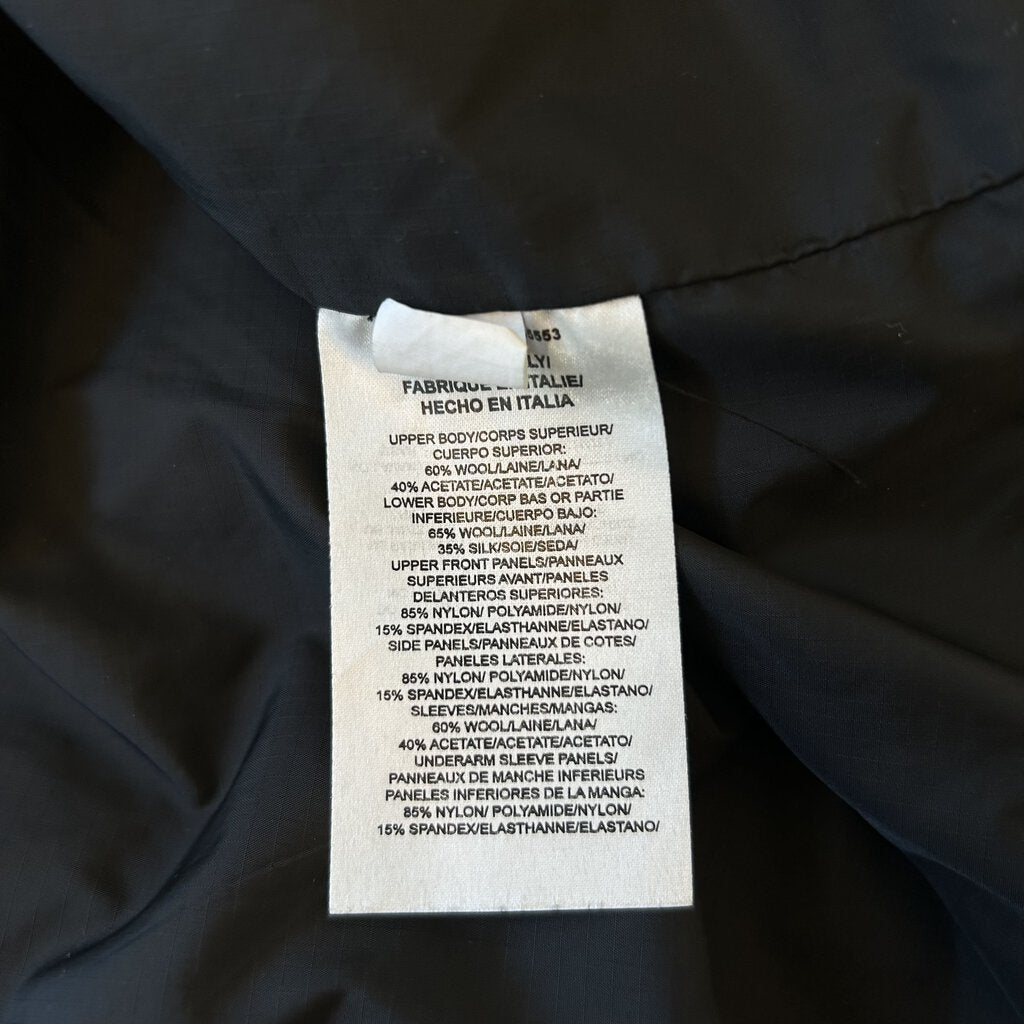 FABRIQUE ITALIE/
HECHO EN ITALIA
UPPER BODY/CORPS SUPERIEUR/
CUERPO SUPERIOR:
60% WOOL/LAINE/LANA/
40% ACETATE/ACETATE/ACETATO/
LOWER BODY/CORP BAS OR PARTIE
INFERIEURE/CUERPO BAJO:
65% WOOL/LAINE/LANA/
35% SILK/SOIE/SEDA/
UPPER FRONT PANELS/PANNEAUX
SUPERIEURS AVANT/PANELES
DELANTEROS SUPERIORES:
85% NYLON/ POLYAMIDE/NYLON/
15% SPANDEX/ELASTHANNE/ELASTANO/
SIDE PANELS/PANNEAUX DE COTES/
PANELES LATERALES:
85% NYLON/ POLYAMIDE/NYLON/
15% SPANDEX/ELASTHANNE/ELASTANO/
SLEEVES/MANCHES/MANGAS:
60% WOOL/LAINE/LANA/
40% ACETATE/ACETATE/ACETATO/
UNDERARM SLEEVE PANELS/
PANNEAUX DE MANCHE INFERIEURS
PANELES INFERIORES DE LA MANGA:
85% NYLON/ POLYAMIDE/NYLON/
15% SPANDEX/ELASTHANNE/ELASTANO/